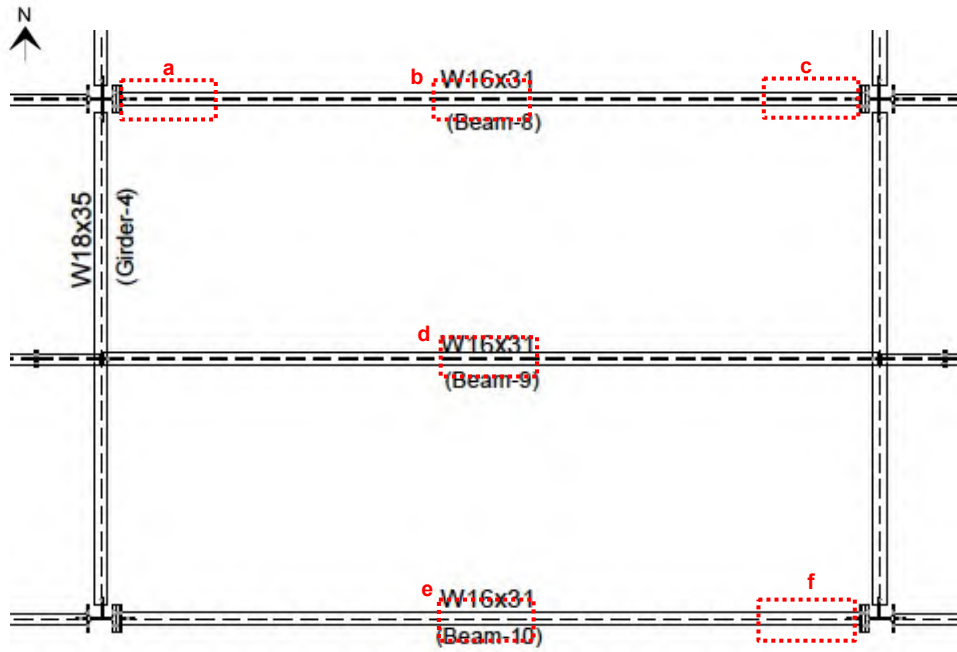 N
a
b
W16x31
c
(Beam-8)
W18x35
(Girder-4)
d
W16x31
(Beam-9)
e
W16x31
f
(Beam-10)